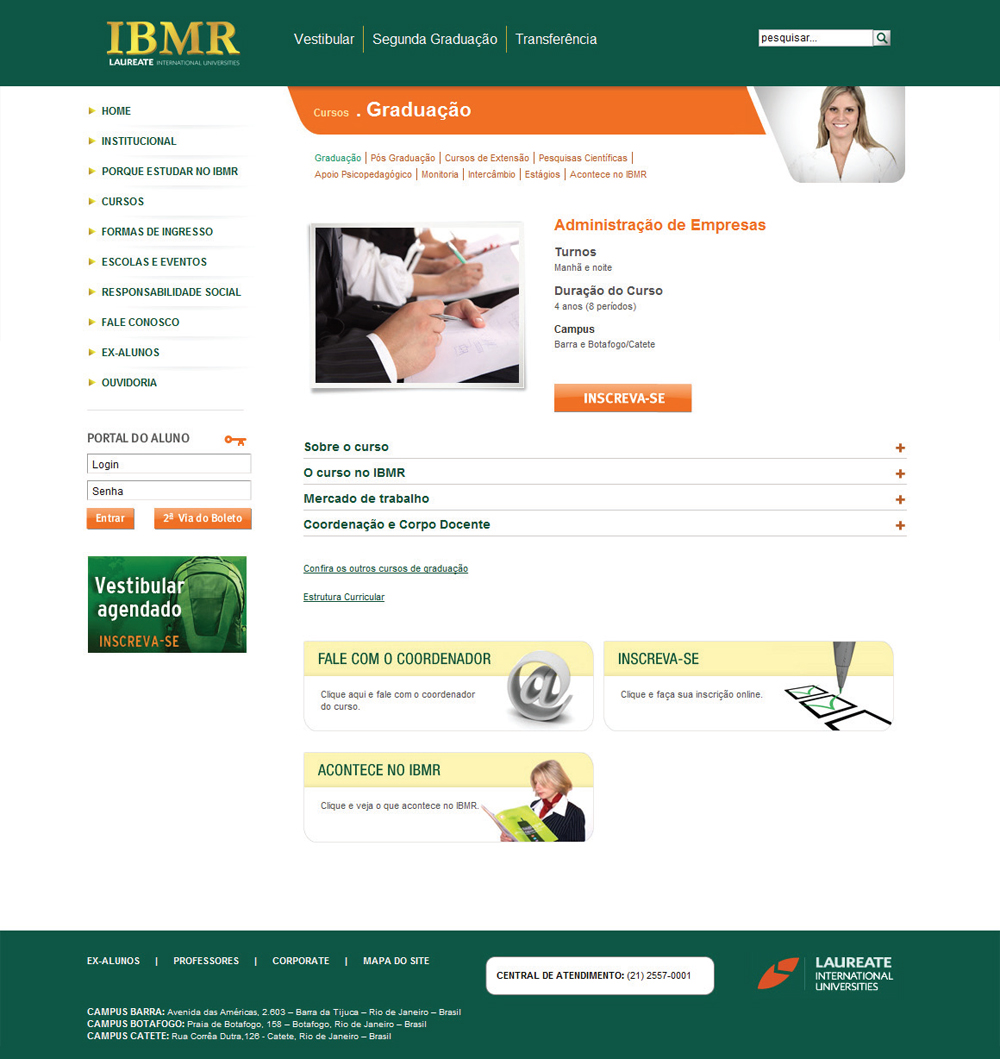 IBMR
LAUREATE INTERNATIONAL UNIVERSITIES
Vestibular
Segunda Graduação
Transferência
pesquisar...
HOME
INSTITUCIONAL
PORQUE ESTUDAR NO IBMR
CURSOS
FORMAS DE INGRESSO
ESCOLAS E EVENTOS
RESPONSABILIDADE SOCIAL
FALE CONOSCO
EX-ALUNOS
OUVIDORIA
PORTAL DO ALUNO
Login
Senha
Entrar
2ª Via do Boleto
Vestibular
agendado
INSCREVA-SE
Cursos . Graduação
Graduação | Pós Graduação | Cursos de Extensão | Pesquisas Científicas |
Apoio Psicopedagógico | Monitoria | Intercâmbio | Estágios | Acontece no IBMR
Administração de Empresas
Turnos
Manhã e noite
Duração do Curso
4 anos (8 períodos)
Campus
Barra e Botafogo/Catete
INSCREVA-SE
Sobre o curso +
O curso no IBMR +
Mercado de trabalho +
Coordenação e Corpo Docente +
Confira os outros cursos de graduação
Estrutura Curricular
FALE COM O COORDENADOR
Clique aqui e fale com o coordenador
do curso.
INSCREVA-SE
Clique e faça sua inscrição online.
ACONTECE NO IBMR
Clique e veja o que acontece no IBMR.
EX-ALUNOS | PROFESSORES | CORPORATE | MAPA DO SITE
CENTRAL DE ATENDIMENTO: (21) 2557-0001
LAUREATE
INTERNATIONAL
UNIVERSITIES
CAMPUS BARRA: Avenida das Américas, 2.603 – Barra da Tijuca – Rio de Janeiro – Brasil
CAMPUS BOTAFOGO: Praia de Botafogo, 158 – Botafogo, Rio de Janeiro – Brasil
CAMPUS CATETE: Rua Corrêa Dutra,126 - Catete, Rio de Janeiro – Brasil